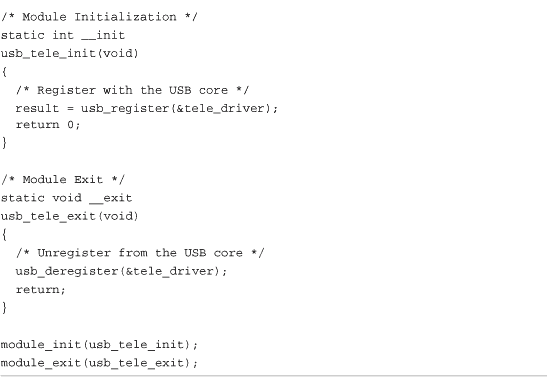 /* Module Initialization */
static int __init
usb_tele_init(void)
{
  /* Register with the USB core */
  result = usb_register(&tele_driver);
  return 0;
}

/* Module Exit */
static void __exit
usb_tele_exit(void)
{
  /* Unregister from the USB core */
  usb_deregister(&tele_driver);
  return;
}

module_init(usb_tele_init);
module_exit(usb_tele_exit);